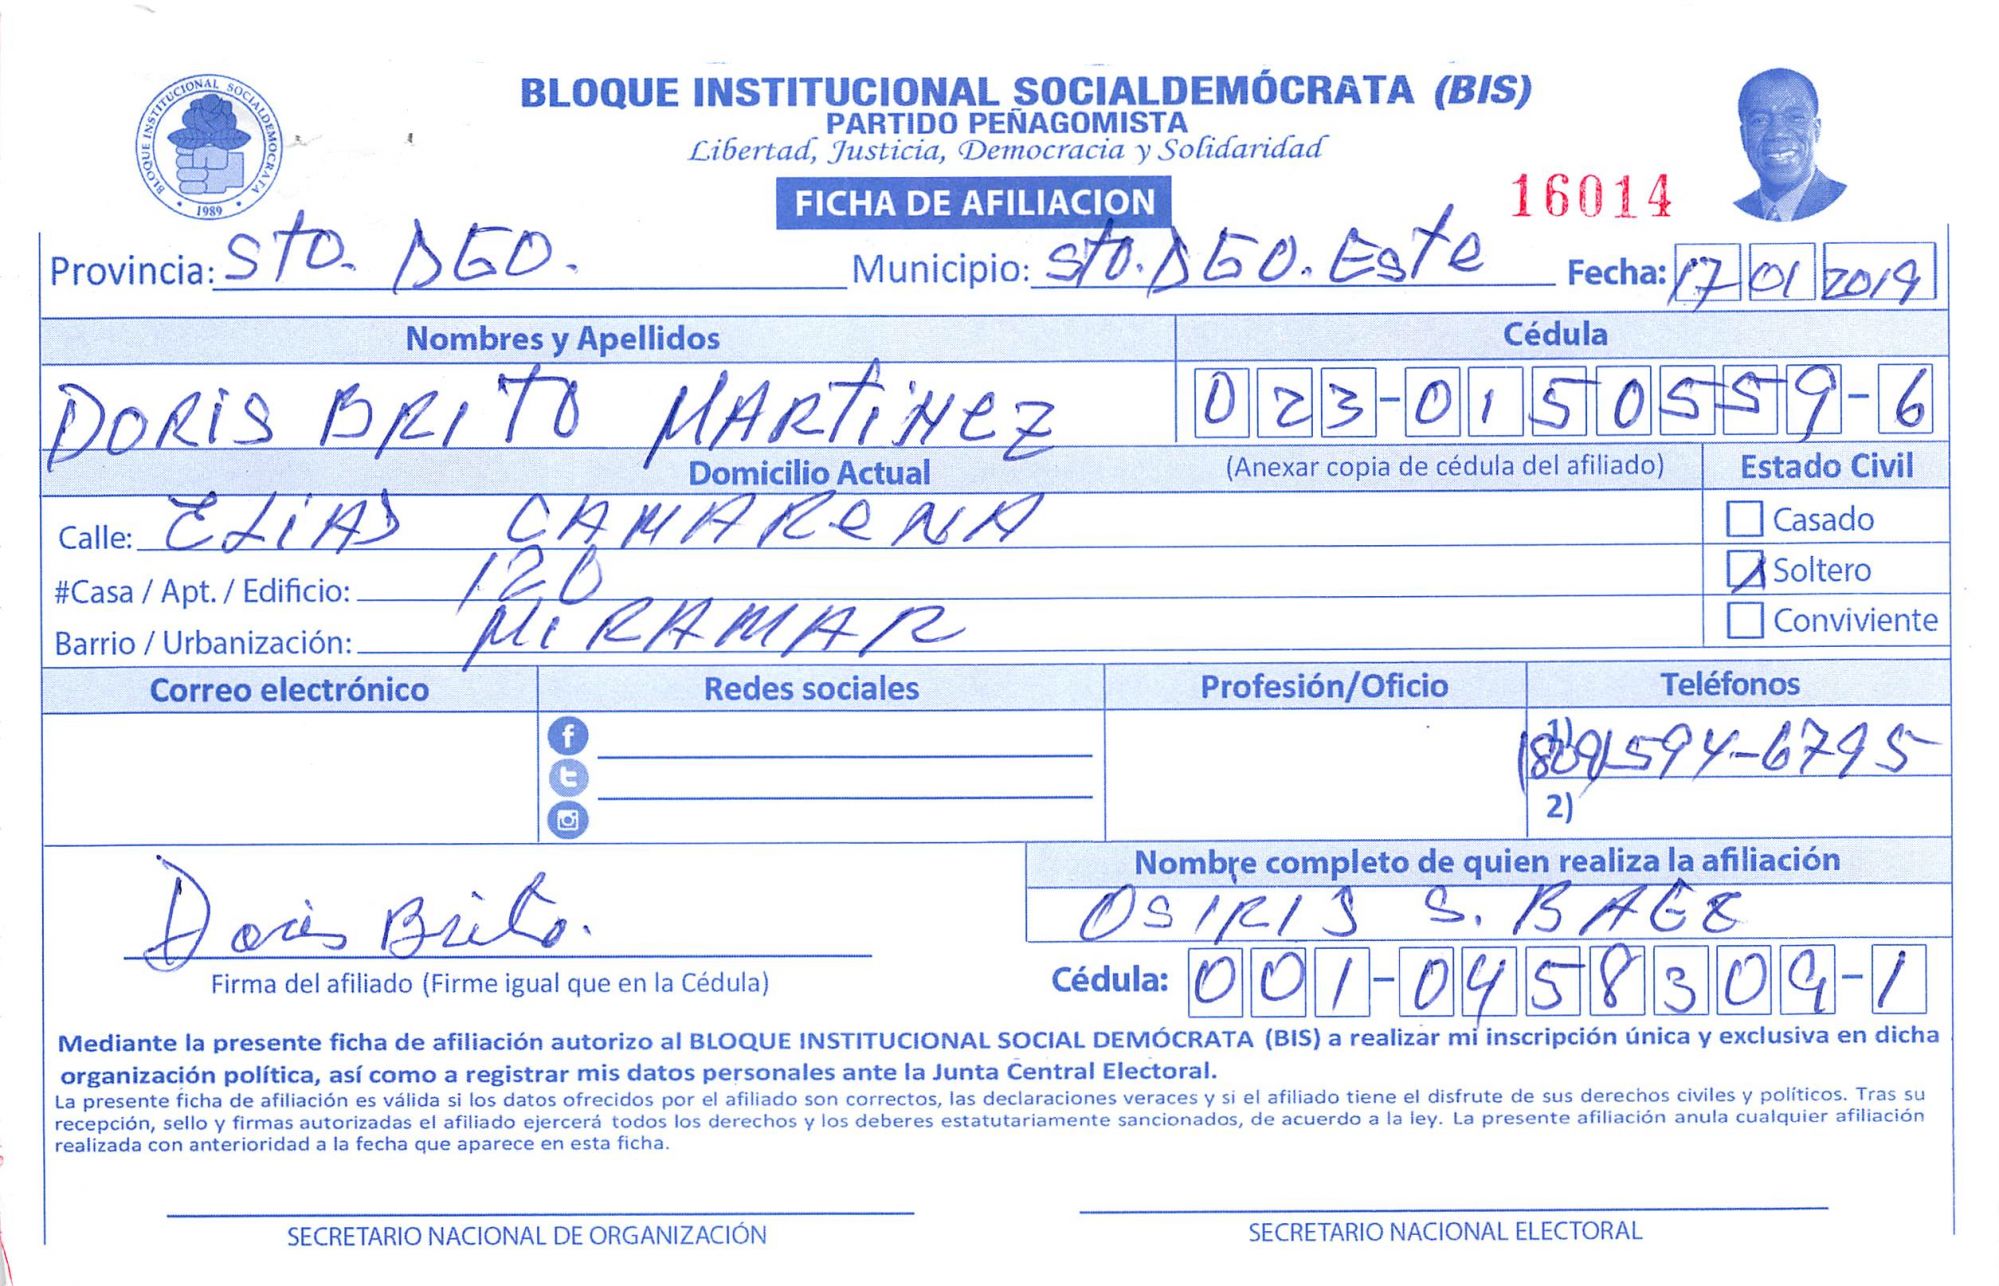 BLOQUE INSTITUCIONAL SOCIALDEMÓCRATA (BIS)
PARTIDO PEÑAGOMISTA
Libertad, Justicia, Democracia y Solidaridad
BLOQUE INSTITUCIONAL SOCIALDEMOCRATA
1989
FICHA DE AFILIACION
16014
Provincia: STO. DGO. Municipio: Sto. DGO. Este Fecha: 17 01 2019
Nombres y Apellidos Cédula
DORIS BRITO MARTINEZ 023-0150559-6
Domicilio Actual (Anexar copia de cédula del afiliado) Estado Civil
Calle: ELIAS CAMARENA Casado
#Casa / Apt. / Edificio: 120 Soltero
Barrio / Urbanización: MIRAMAR Conviviente
Correo electrónico Redes sociales Profesión/Oficio Teléfonos
1) (809)594-6795
2)
Nombre completo de quien realiza la afiliación
Doris Brito. OSIRIS S. BAEZ
Firma del afiliado (Firme igual que en la Cédula) Cédula: 001-0458309-1
Mediante la presente ficha de afiliación autorizo al BLOQUE INSTITUCIONAL SOCIAL DEMÓCRATA (BIS) a realizar mi inscripción única y exclusiva en dicha
organización política, así como a registrar mis datos personales ante la Junta Central Electoral.
La presente ficha de afiliación es válida si los datos ofrecidos por el afiliado son correctos, las declaraciones veraces y si el afiliado tiene el disfrute de sus derechos civiles y políticos. Tras su
recepción, sello y firmas autorizadas el afiliado ejercerá todos los derechos y los deberes estatutariamente sancionados, de acuerdo a la ley. La presente afiliación anula cualquier afiliación
realizada con anterioridad a la fecha que aparece en esta ficha.
SECRETARIO NACIONAL DE ORGANIZACIÓN SECRETARIO NACIONAL ELECTORAL